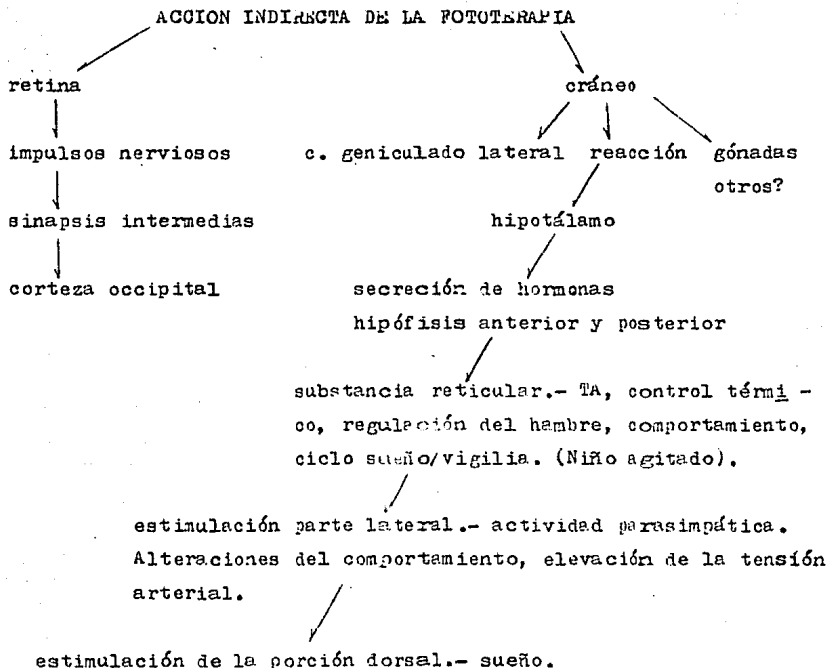 ACCION INDIRECTA DE LA FOTOTERAPIA
retina cráneo
impulsos nerviosos c. geniculado lateral reacción gónadas
otros?
sinapsis intermedias hipotálamo
corteza occipital secreción de hormonas
hipófisis anterior y posterior
substancia reticular.- TA, control térmi -
co, regulación del hambre, comportamiento,
ciclo sueño/vigilia. (Niño agitado).
estimulación parte lateral.- actividad parasimpática.
Alteraciones del comportamiento, elevación de la tensión
arterial.
estimulación de la porción dorsal.- sueño.